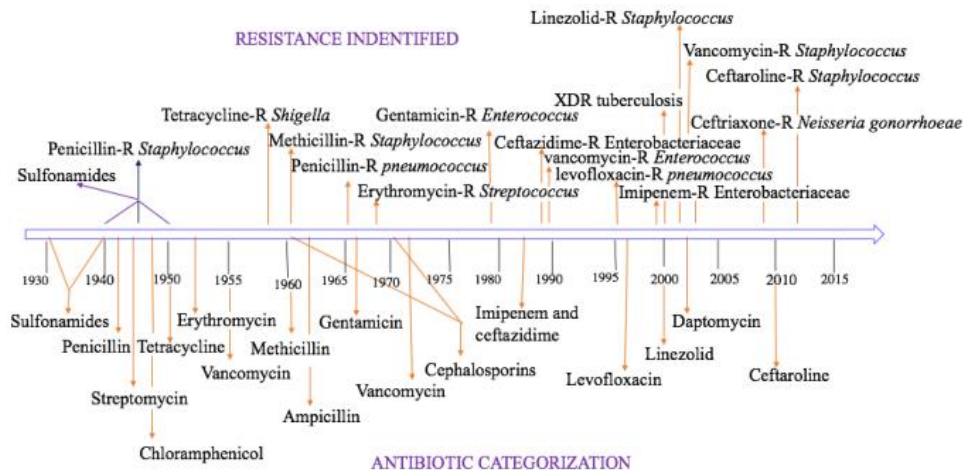 Linezolid-R Staphylococcus
RESISTANCE INDENTIFIED
Vancomycin-R Staphylococcus
Ceftaroline-R Staphylococcus
XDR tuberculosis
Tetracycline-R Shigella
Gentamicin-R Enterococcus
Ceftriaxone-R Neisseria gonorrhoeae
Methicillin-R Staphylococcus
Ceftazidime-R Enterobacteriaceae
Penicillin-R Staphylococcus
Penicillin-R pneumococcus
vancomycin-R Enterococcus
Sulfonamides
levofloxacin-R pneumococcus
Erythromycin-R Streptococcus
Imipenem-R Enterobacteriaceae
1930 1940 1950 1955 1960 1965 1970 1975 1980 1990 1995 2000 2005 2010 2015
Sulfonamides
Erythromycin
Gentamicin
Imipenem and
ceftazidime
Daptomycin
Penicillin
Tetracycline
Methicillin
Linezolid
Vancomycin
Cephalosporins
Levofloxacin
Ceftaroline
Streptomycin
Vancomycin
Ampicillin
Chloramphenicol
ANTIBIOTIC CATEGORIZATION